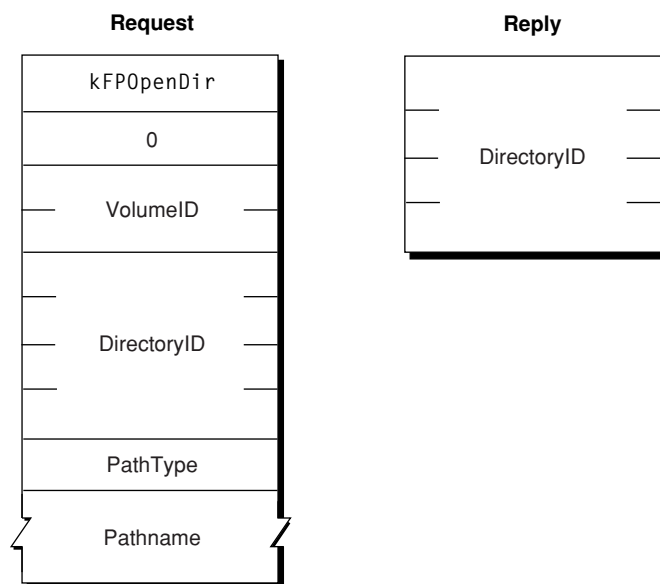 Request
kFPOpenDir
0
VolumeID
DirectoryID
PathType
Pathname
Reply
DirectoryID